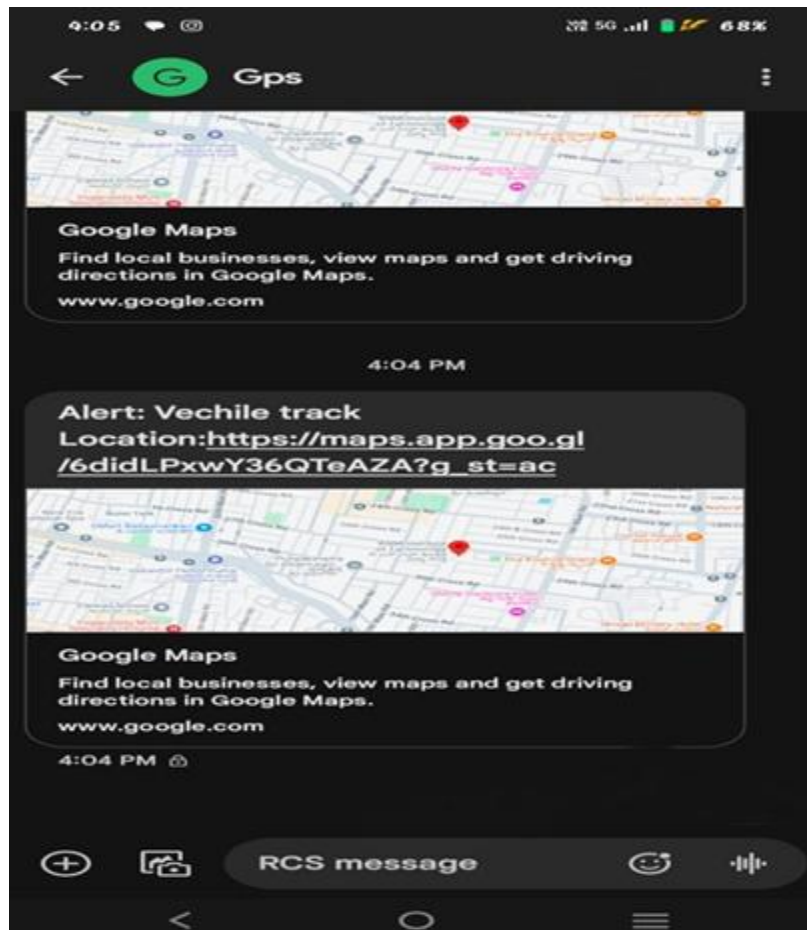 4:05
5G 68%
G Gps
Google Maps
Find local businesses, view maps and get driving
directions in Google Maps.
www.google.com
4:04 PM
Alert: Vechile track
Location:https://maps.app.goo.gl
/6didLPxwY36QTeAZA?g_st=ac
Google Maps
Find local businesses, view maps and get driving
directions in Google Maps.
www.google.com
4:04 PM
RCS message